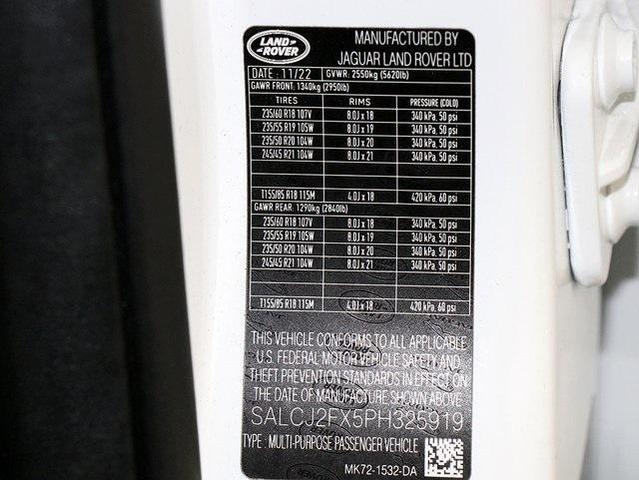 LAND ROVER
MANUFACTURED BY
JAGUAR LAND ROVER LTD
DATE: 11/22 GVWR: 2550kg (5620lb)
GAWR FRONT: 1340kg (2950lb)
TIRES RIMS PRESSURE (COLD)
235/60 R18 107V 8.0J x 18 340 kPa, 50 psi
235/55 R19 105W 8.0J x 19 340 kPa, 50 psi
235/50 R20 104W 8.0J x 20 340 kPa, 50 psi
245/45 R21 104W 8.0J x 21 340 kPa, 50 psi
T155/85 R18 115M 4.0J x 18 420 kPa, 60 psi
GAWR REAR: 1290kg (2840lb)
235/60 R18 107V 8.0J x 18 340 kPa, 50 psi
235/55 R19 105W 8.0J x 19 340 kPa, 50 psi
235/50 R20 104W 8.0J x 20 340 kPa, 50 psi
245/45 R21 104W 8.0J x 21 340 kPa, 50 psi
T155/85 R18 115M 4.0J x 18 420 kPa, 60 psi
THIS VEHICLE CONFORMS TO ALL APPLICABLE
U.S. FEDERAL MOTOR VEHICLE SAFETY AND
THEFT PREVENTION STANDARDS IN EFFECT ON
THE DATE OF MANUFACTURE SHOWN ABOVE
SALCJ2FX5PH325919
TYPE: MULTI-PURPOSE PASSENGER VEHICLE
MK72-1532-DA